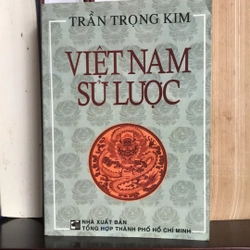 TRẦN TRỌNG KIM
VIỆT NAM
SỬ LƯỢC
NHÀ XUẤT BẢN
TỔNG HỢP THÀNH PHỐ HỒ CHÍ MINH